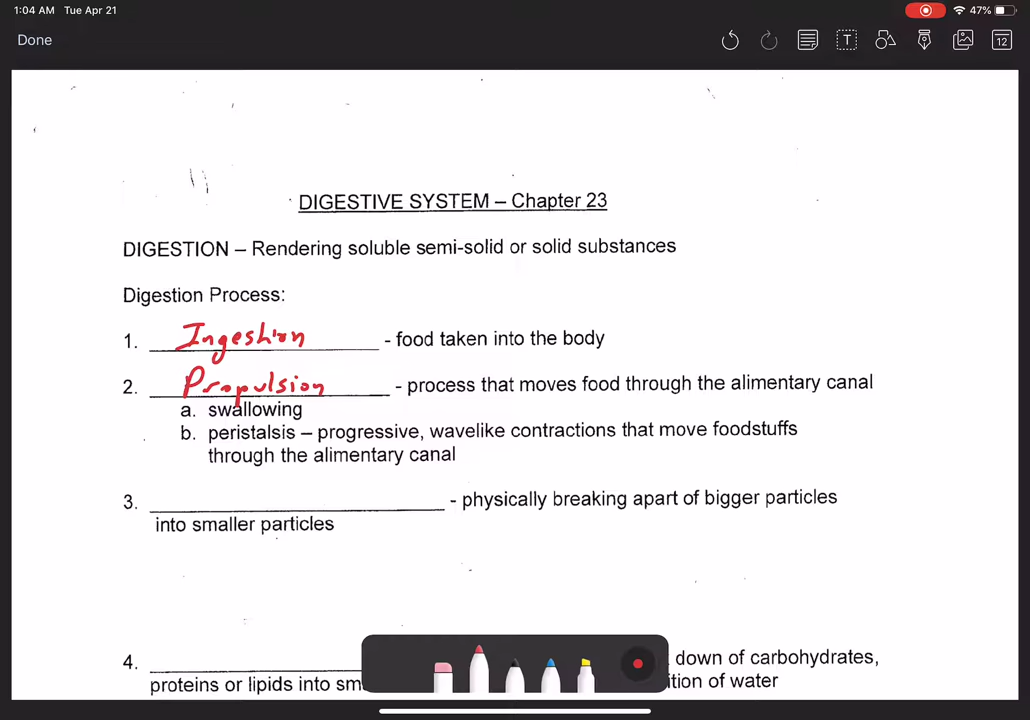 1:04 AM Tue Apr 21 47%
Done T 12
DIGESTIVE SYSTEM – Chapter 23
DIGESTION – Rendering soluble semi-solid or solid substances
Digestion Process:
1. Ingestion - food taken into the body
2. Propulsion - process that moves food through the alimentary canal
a. swallowing
b. peristalsis – progressive, wavelike contractions that move foodstuffs
through the alimentary canal
3. - physically breaking apart of bigger particles
into smaller particles
4. down of carbohydrates,
proteins or lipids into of water